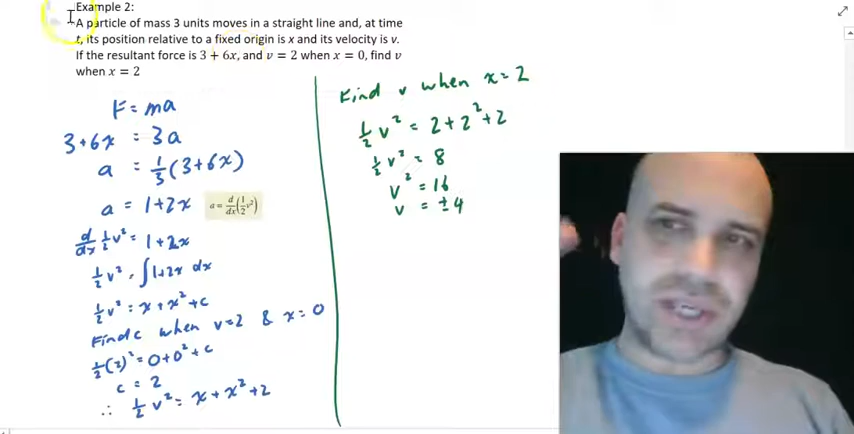 Example 2:
A particle of mass 3 units moves in a straight line and, at time
t, its position relative to a fixed origin is x and its velocity is v.
If the resultant force is 3 + 6x, and v = 2 when x = 0, find v
when x = 2
F = ma
3+6x = 3a
a = 1/3 (3+6x)
a = 1+2x
a = d/dx(1/2 v²)
d/dx 1/2 v² = 1+2x
1/2 v² = ∫1+2x dx
1/2 v² = x + x² + c
Find c when v=2 & x=0
1/2 (2)² = 0+0² + c
c = 2
∴ 1/2 v² = x + x² + 2
Find v when x=2
1/2 v² = 2+2²+2
1/2 v² = 8
v² = 16
v = ±4